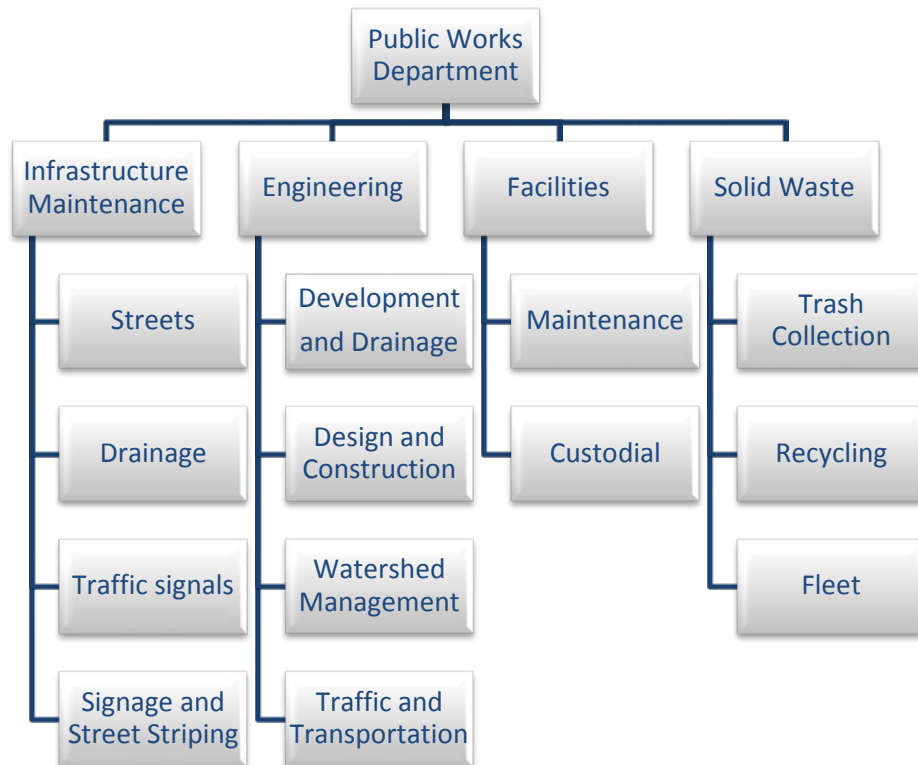 Public Works
Department
Infrastructure
Maintenance
Streets
Drainage
Traffic signals
Signage and
Street Striping
Engineering
Development
and Drainage
Design and
Construction
Watershed
Management
Traffic and
Transportation
Facilities
Maintenance
Custodial
Solid Waste
Trash
Collection
Recycling
Fleet